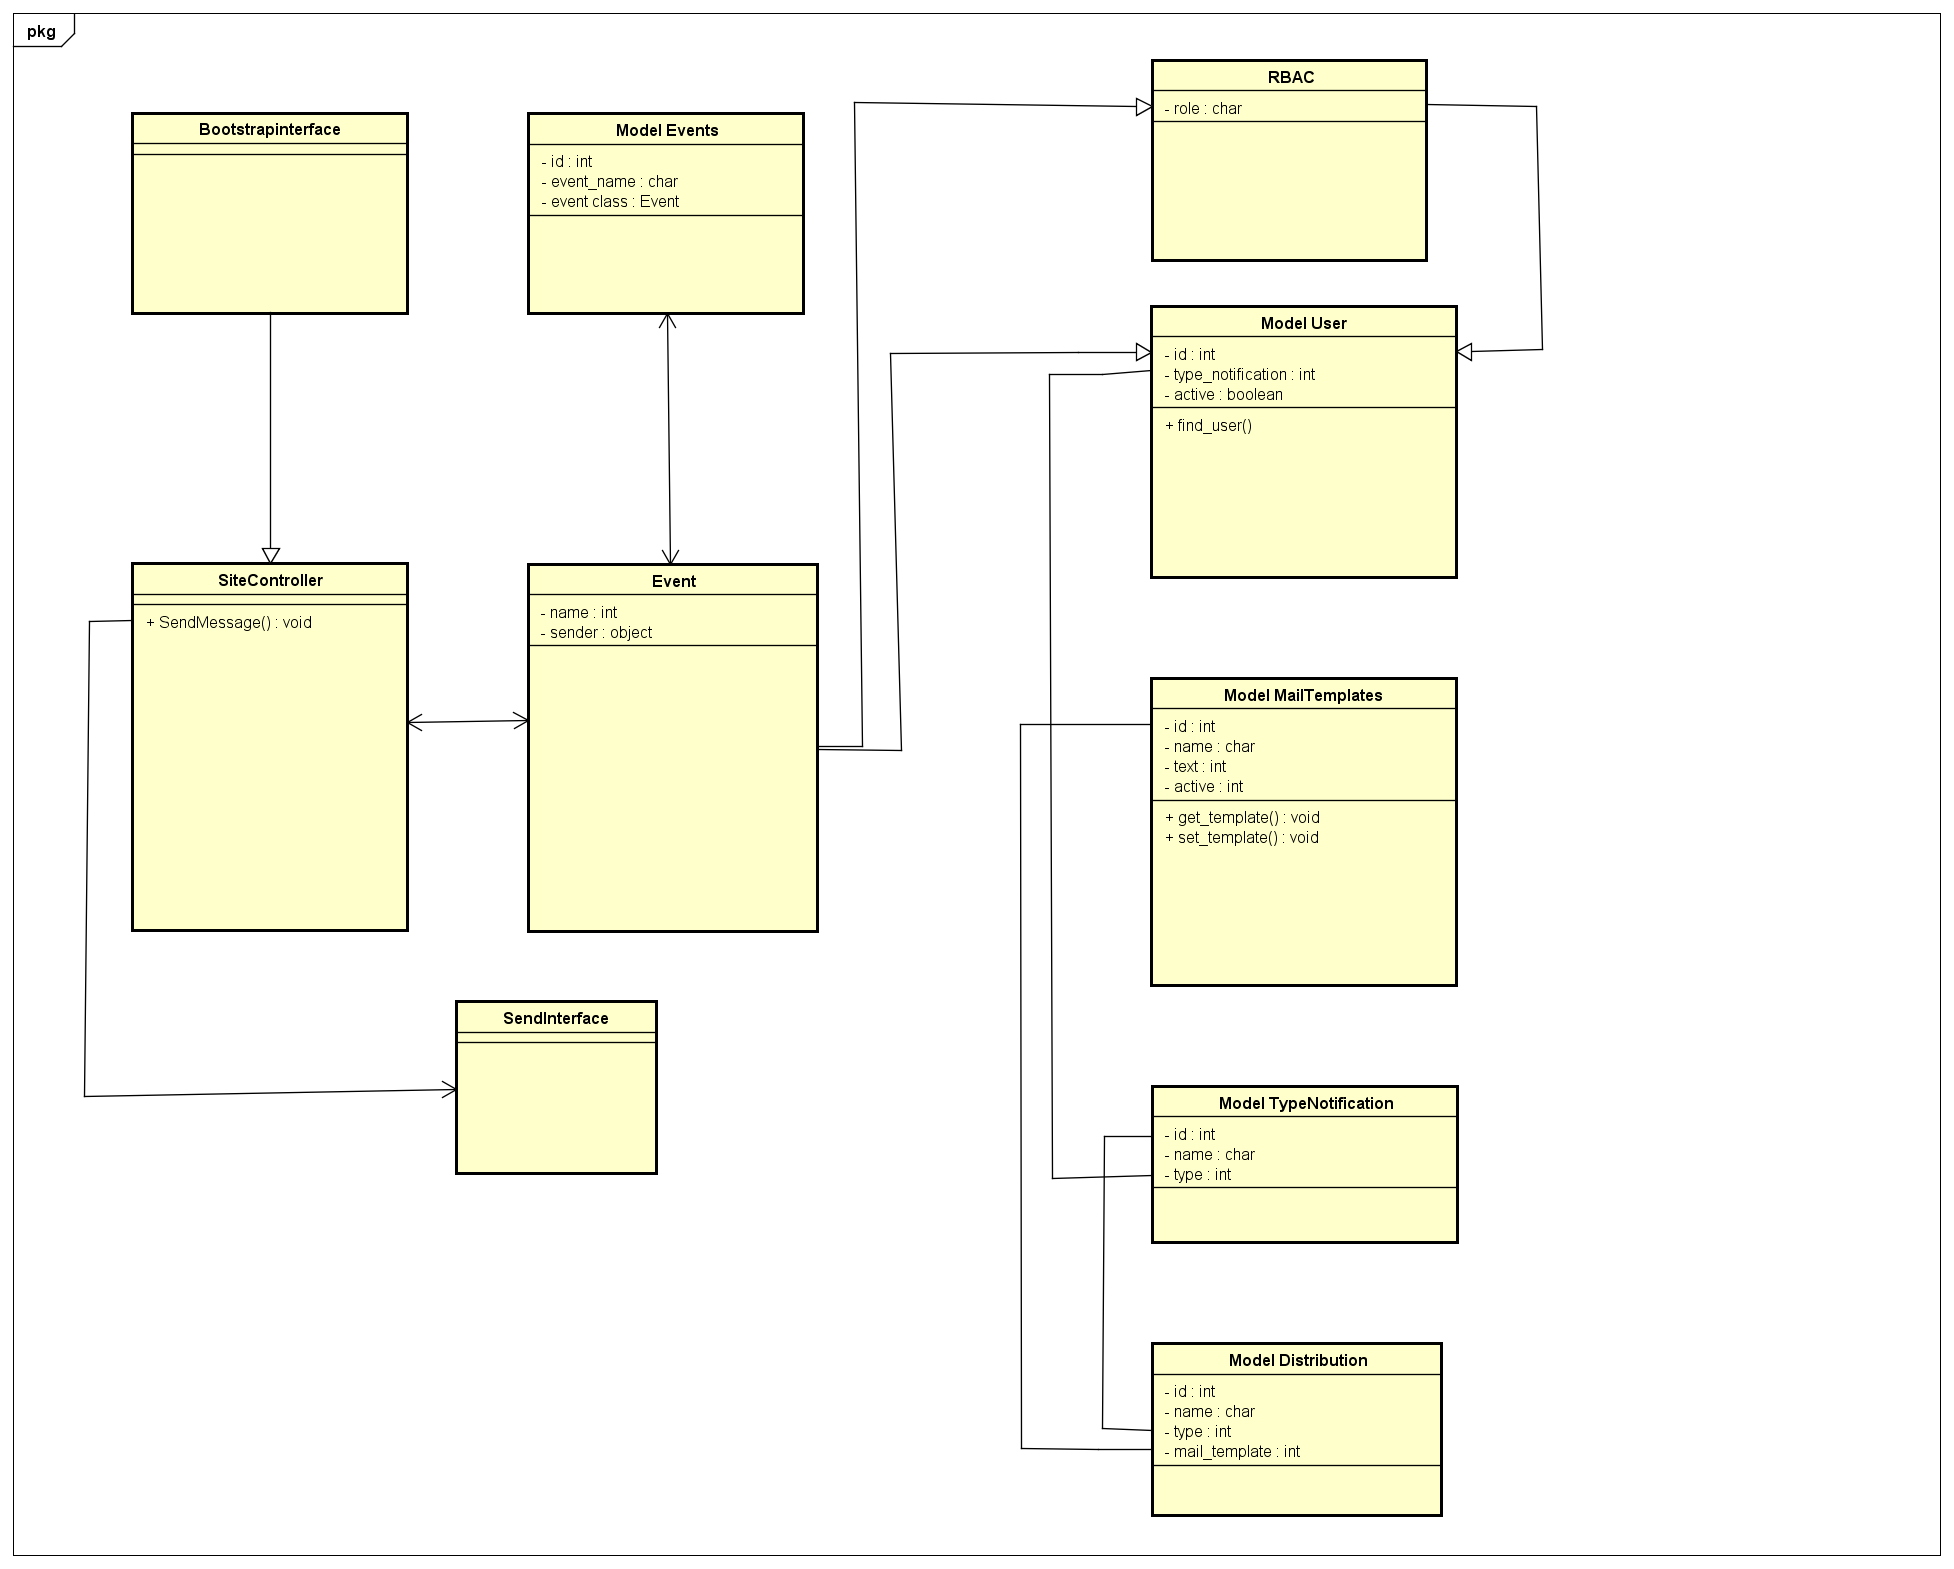 pkg
Bootstrapinterface
Model Events
- id : int
- event_name : char
- event class : Event
RBAC
- role : char
Model User
- id : int
- type_notification : int
- active : boolean
+ find_user()
SiteController
+ SendMessage() : void
Event
- name : int
- sender : object
Model MailTemplates
- id : int
- name : char
- text : int
- active : int
+ get_template() : void
+ set_template() : void
SendInterface
Model TypeNotification
- id : int
- name : char
- type : int
Model Distribution
- id : int
- name : char
- type : int
- mail_template : int